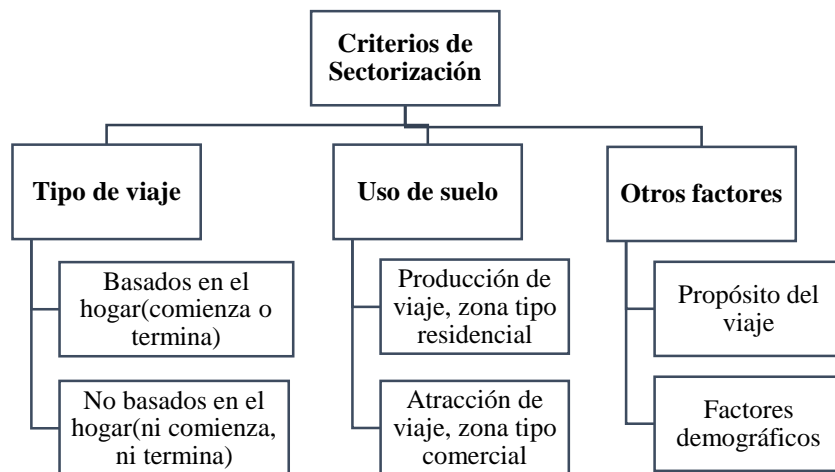 Criterios de
Sectorización
Tipo de viaje
Basados en el
hogar(comienza o
termina)
No basados en el
hogar(ni comienza,
ni termina)
Uso de suelo
Producción de
viaje, zona tipo
residencial
Atracción de
viaje, zona tipo
comercial
Otros factores
Propósito del
viaje
Factores
demográficos